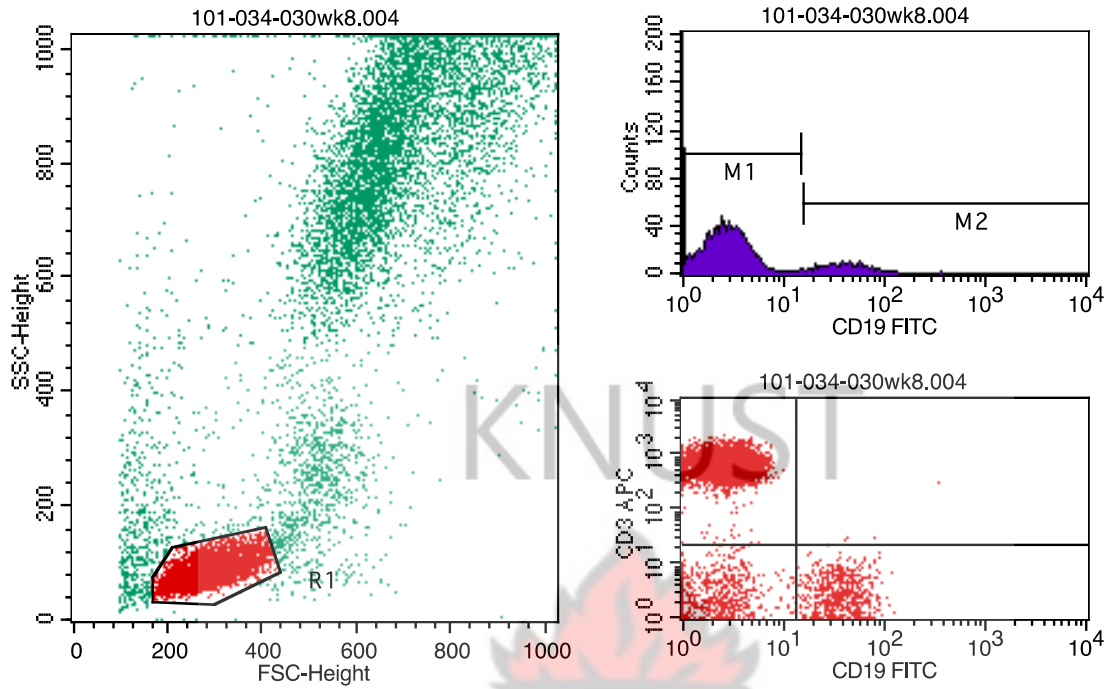 101-034-030wk8.004
SSC-Height
1000
800
600
400
200
0
R1
0 200 400 600 800 1000
FSC-Height
101-034-030wk8.004
Counts
200
160
120
80
40
0
M1
M2
10^0 10^1 10^2 10^3 10^4
CD19 FITC
KNUST
101-034-030wk8.004
CD3 APC
10^4
10^3
10^2
10^1
10^0
10^0 10^1 10^2 10^3 10^4
CD19 FITC